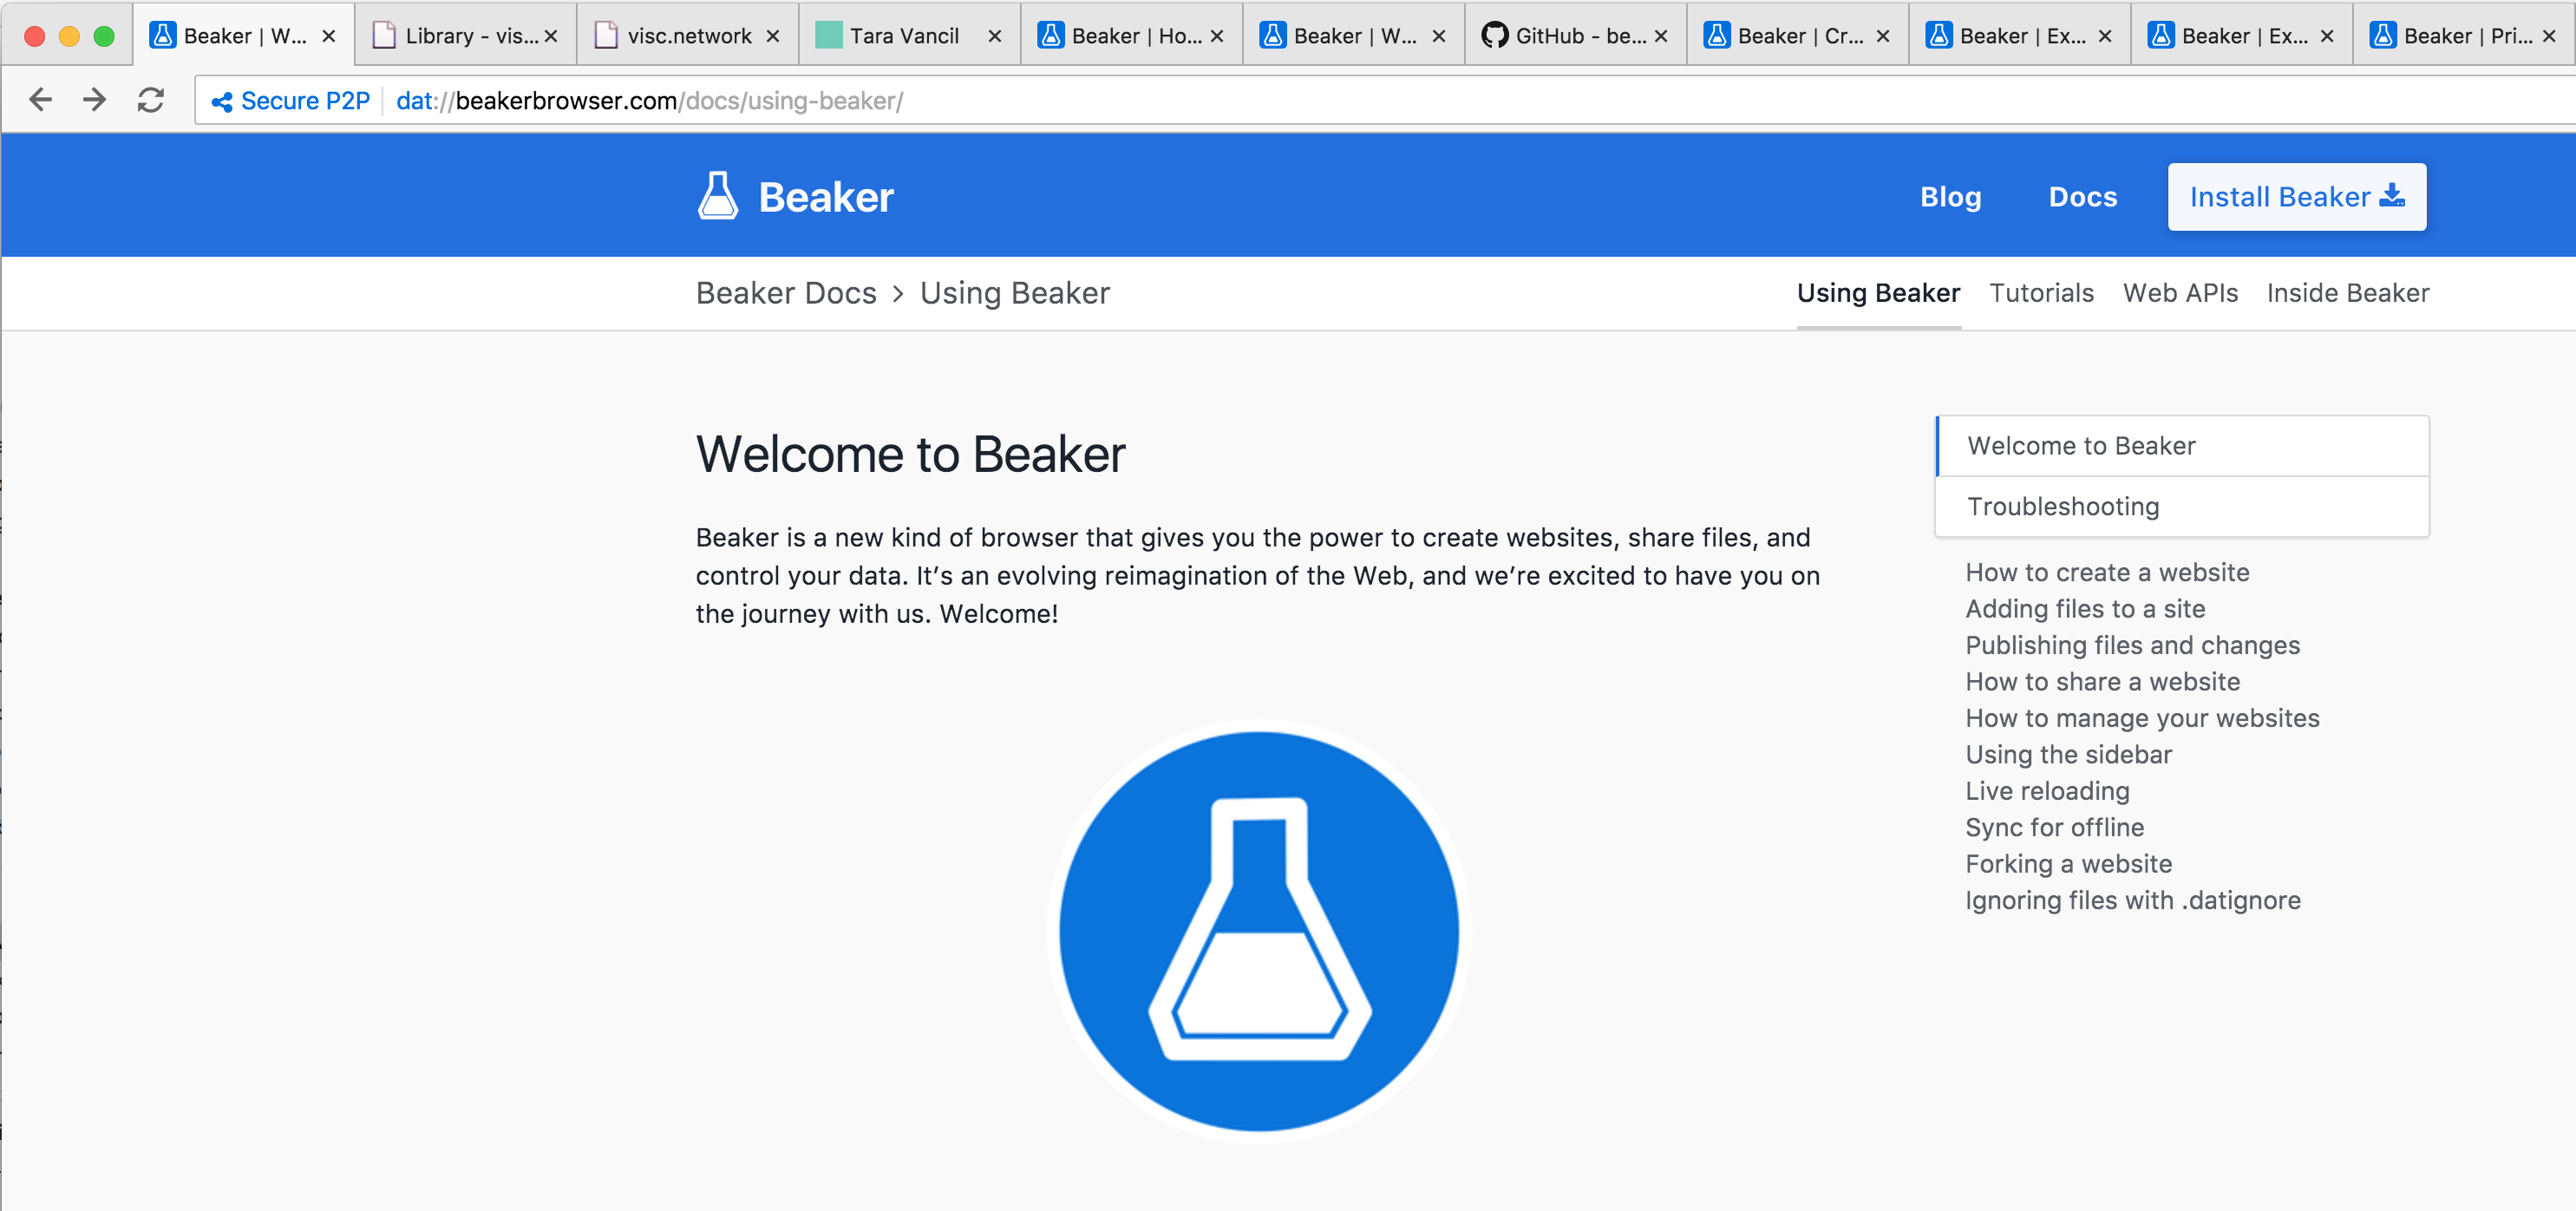 Beaker | W...
Library - vis...
visc.network
Tara Vancil
Beaker | Ho...
Beaker | W...
GitHub - be...
Beaker | Cr...
Beaker | Ex...
Beaker | Ex...
Beaker | Pri...
Secure P2P
dat://beakerbrowser.com/docs/using-beaker/
Beaker
Blog
Docs
Install Beaker
Beaker Docs > Using Beaker
Using Beaker
Tutorials
Web APIs
Inside Beaker
Welcome to Beaker
Beaker is a new kind of browser that gives you the power to create websites, share files, and
control your data. It’s an evolving reimagination of the Web, and we’re excited to have you on
the journey with us. Welcome!
Welcome to Beaker
Troubleshooting
How to create a website
Adding files to a site
Publishing files and changes
How to share a website
How to manage your websites
Using the sidebar
Live reloading
Sync for offline
Forking a website
Ignoring files with .datignore